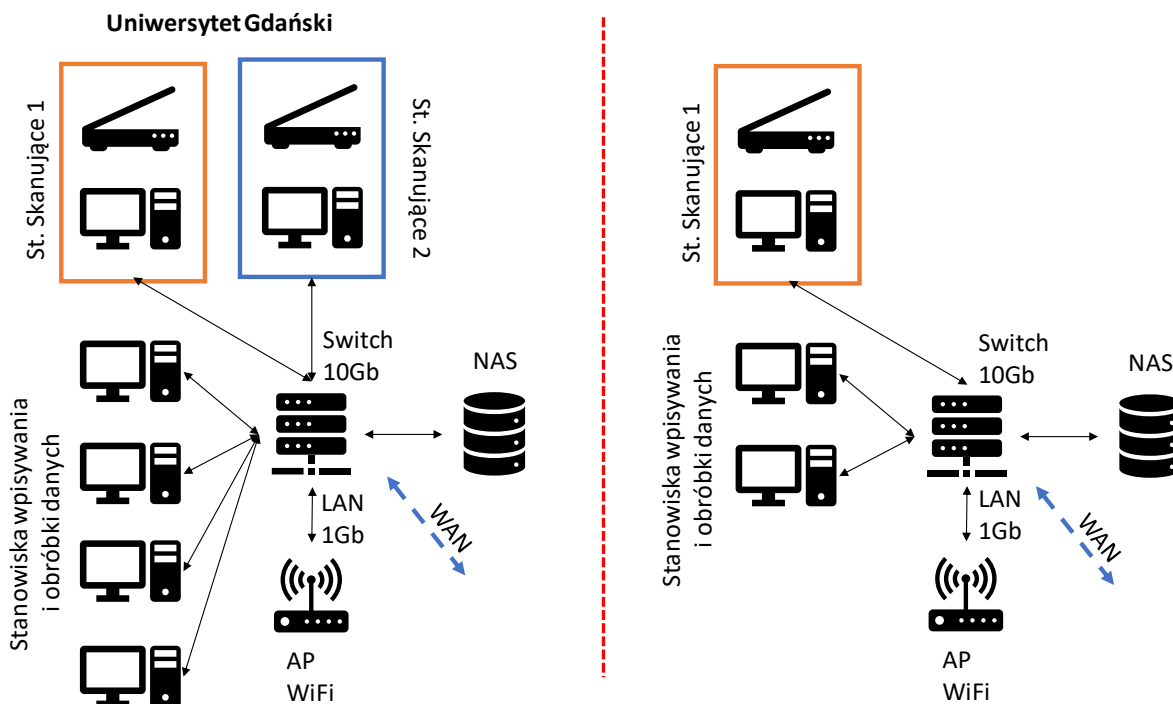 Uniwersytet Gdański
St. Skanujące 1
St. Skanujące 2
Switch
10Gb
NAS
Stanowiska wpisywania
i obróbki danych
LAN
1Gb
WAN
AP
WiFi
St. Skanujące 1
Switch
10Gb
NAS
Stanowiska wpisywania
i obróbki danych
LAN
1Gb
WAN
AP
WiFi